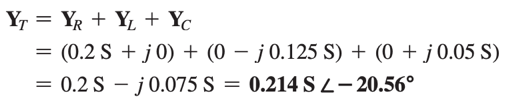 Y_T = Y_R + Y_L + Y_C
= (0.2 S + j 0) + (0 − j 0.125 S) + (0 + j 0.05 S)
= 0.2 S − j 0.075 S = 0.214 S ∠−20.56°